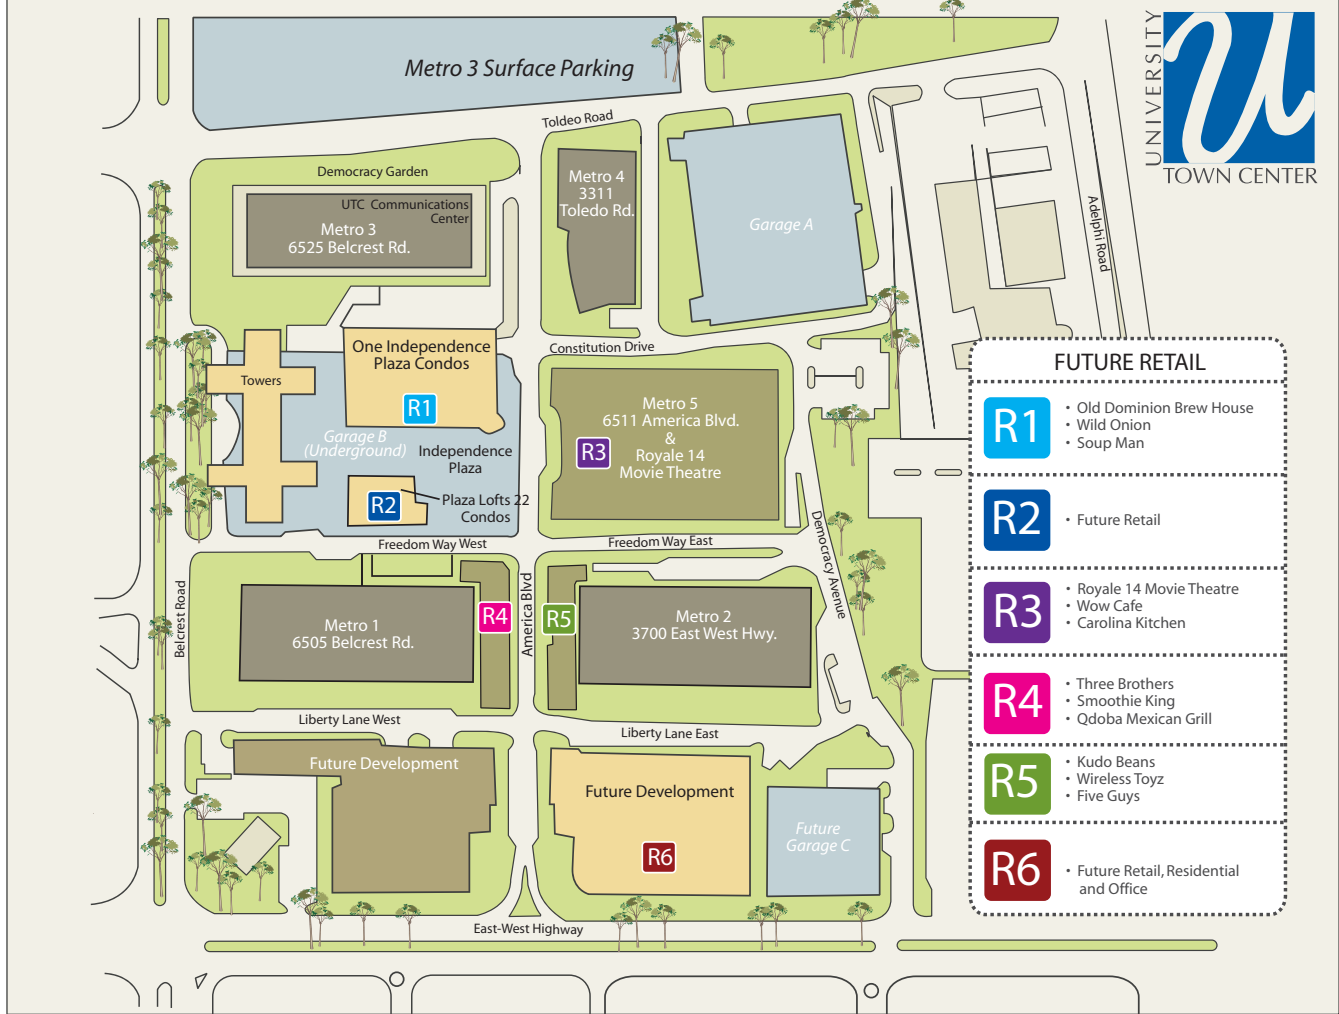 Metro 3 Surface Parking
UNIVERSITY
U
TOWN CENTER
Toldeo Road
Democracy Garden
UTC Communications
Center
Metro 3
6525 Belcrest Rd.
Metro 4
3311
Toledo Rd.
Garage A
Adelphi Road
Constitution Drive
One Independence
Plaza Condos
R1
Towers
Garage B
(Underground)
Independence
Plaza
R2
Plaza Lofts 22
Condos
Metro 5
6511 America Blvd.
&
Royale 14
Movie Theatre
R3
Freedom Way West
Freedom Way East
Democracy Avenue
Belcrest Road
America Blvd
Metro 1
6505 Belcrest Rd.
R4
R5
Metro 2
3700 East West Hwy.
Liberty Lane West
Liberty Lane East
Future Development
Future Development
R6
Future
Garage C
East-West Highway
FUTURE RETAIL
R1
• Old Dominion Brew House
• Wild Onion
• Soup Man
R2
• Future Retail
R3
• Royale 14 Movie Theatre
• Wow Cafe
• Carolina Kitchen
R4
• Three Brothers
• Smoothie King
• Qdoba Mexican Grill
R5
• Kudo Beans
• Wireless Toyz
• Five Guys
R6
• Future Retail, Residential
and Office